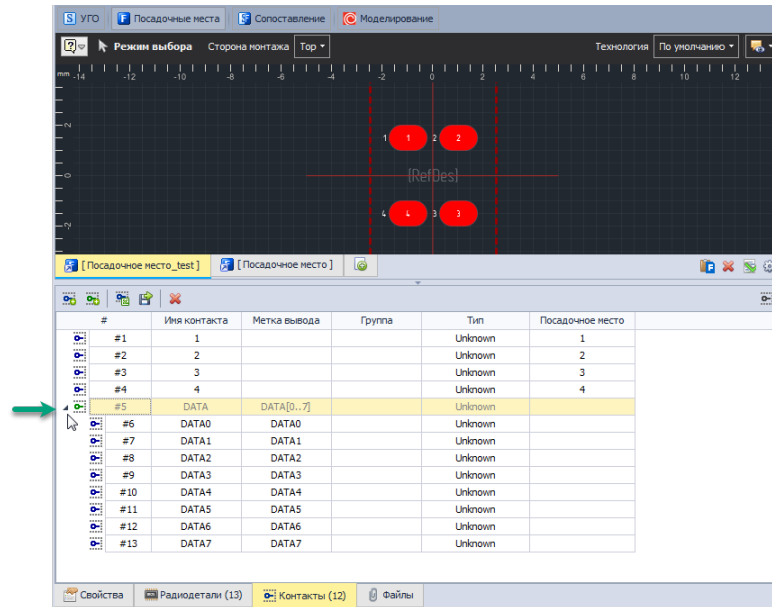 S УГО F Посадочные места SF Сопоставление Моделирование
? Режим выбора Сторона монтажа Top Технология По умолчанию
mm -14 -12 -10 -8 -6 -4 -2 0 2 4 6 8 10 12
2
1 1 2 2
0 {RefDes}
4 4 3 3
-2
[ Посадочное место_test ] [ Посадочное место ]
# Имя контакта Метка вывода Группа Тип Посадочное место
#1 1 Unknown 1
#2 2 Unknown 2
#3 3 Unknown 3
#4 4 Unknown 4
#5 DATA DATA[0..7] Unknown
#6 DATA0 DATA0 Unknown
#7 DATA1 DATA1 Unknown
#8 DATA2 DATA2 Unknown
#9 DATA3 DATA3 Unknown
#10 DATA4 DATA4 Unknown
#11 DATA5 DATA5 Unknown
#12 DATA6 DATA6 Unknown
#13 DATA7 DATA7 Unknown
Свойства Радиодетали (13) Контакты (12) Файлы